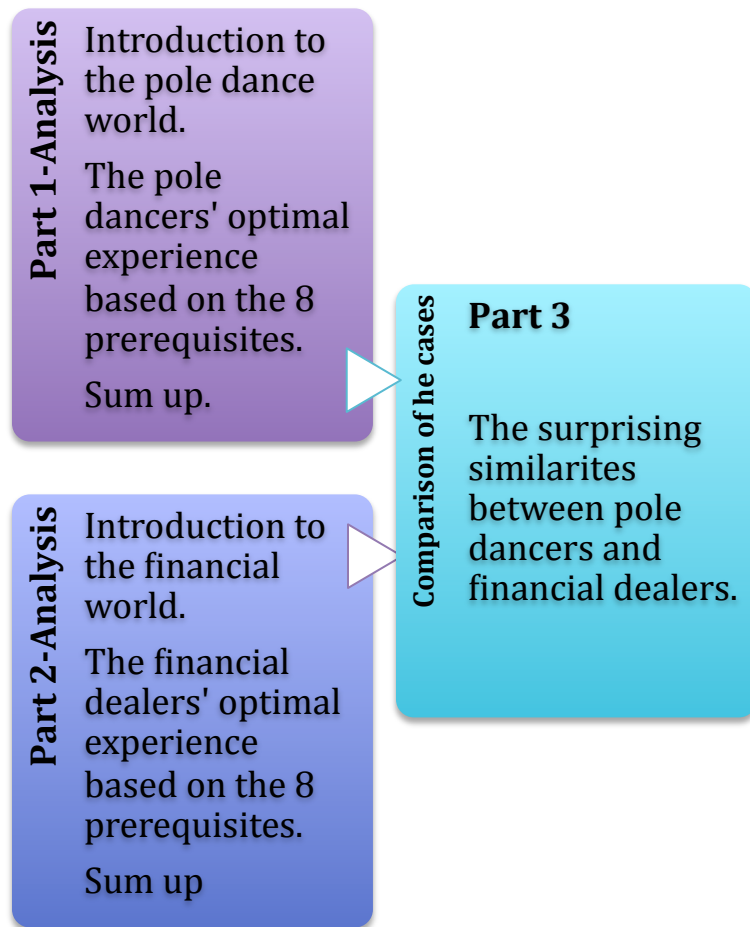 Part 1-Analysis
Introduction to
the pole dance
world.
The pole
dancers' optimal
experience
based on the 8
prerequisites.
Sum up.
Part 2-Analysis
Introduction to
the financial
world.
The financial
dealers' optimal
experience
based on the 8
prerequisites.
Sum up
Comparison of he cases
Part 3
The surprising
similarites
between pole
dancers and
financial dealers.